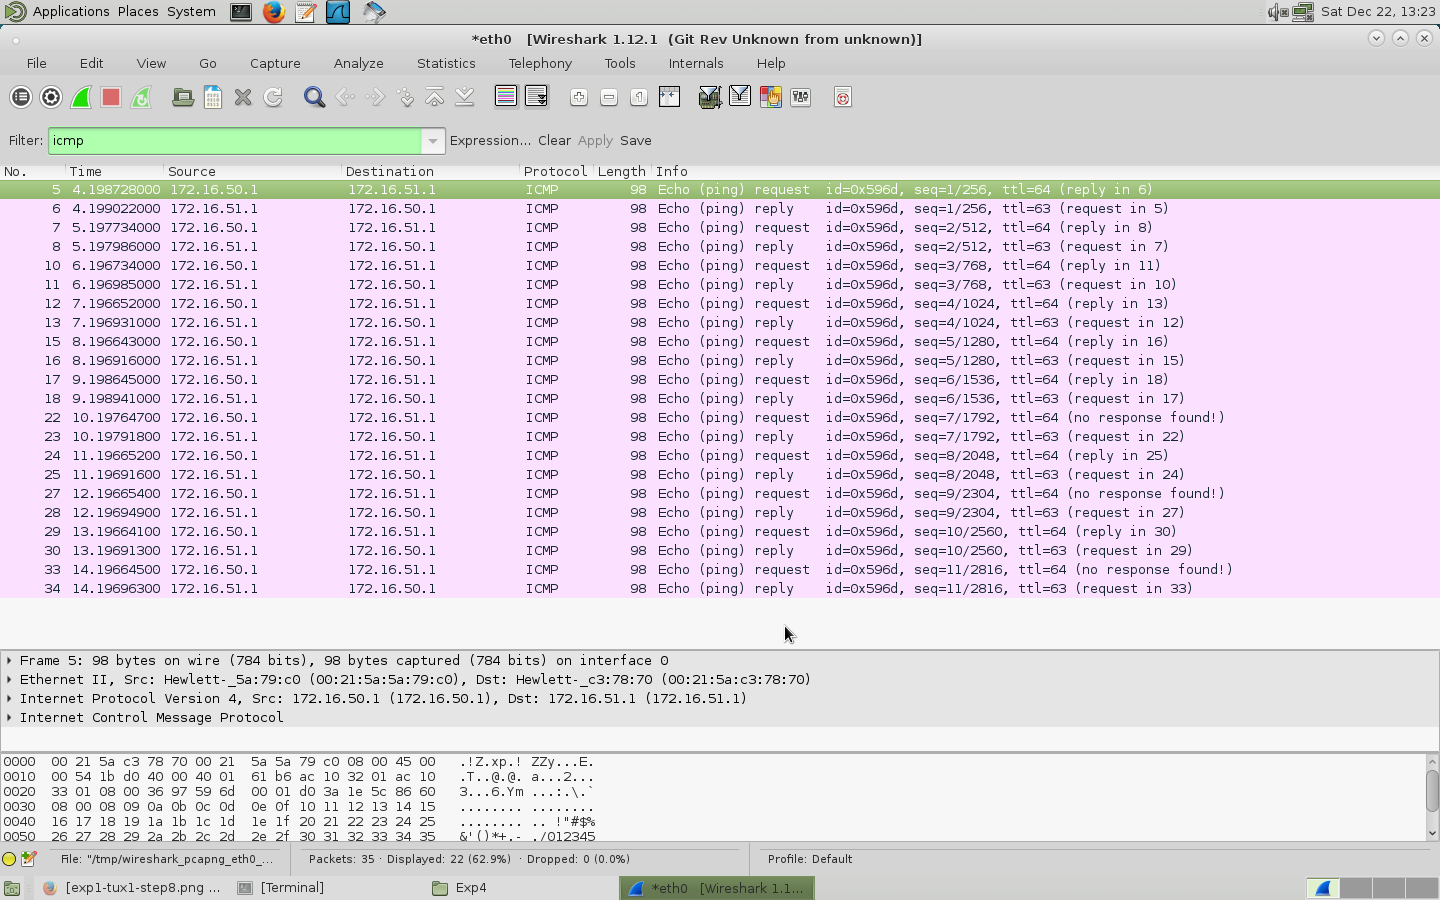 Applications Places System Sat Dec 22, 13:23
*eth0 [Wireshark 1.12.1 (Git Rev Unknown from unknown)]
File Edit View Go Capture Analyze Statistics Telephony Tools Internals Help
Filter: icmp Expression... Clear Apply Save
No. Time Source Destination Protocol Length Info
5 4.198728000 172.16.50.1 172.16.51.1 ICMP 98 Echo (ping) request id=0x596d, seq=1/256, ttl=64 (reply in 6)
6 4.199022000 172.16.51.1 172.16.50.1 ICMP 98 Echo (ping) reply id=0x596d, seq=1/256, ttl=63 (request in 5)
7 5.197734000 172.16.50.1 172.16.51.1 ICMP 98 Echo (ping) request id=0x596d, seq=2/512, ttl=64 (reply in 8)
8 5.197986000 172.16.51.1 172.16.50.1 ICMP 98 Echo (ping) reply id=0x596d, seq=2/512, ttl=63 (request in 7)
10 6.196734000 172.16.50.1 172.16.51.1 ICMP 98 Echo (ping) request id=0x596d, seq=3/768, ttl=64 (reply in 11)
11 6.196985000 172.16.51.1 172.16.50.1 ICMP 98 Echo (ping) reply id=0x596d, seq=3/768, ttl=63 (request in 10)
12 7.196652000 172.16.50.1 172.16.51.1 ICMP 98 Echo (ping) request id=0x596d, seq=4/1024, ttl=64 (reply in 13)
13 7.196931000 172.16.51.1 172.16.50.1 ICMP 98 Echo (ping) reply id=0x596d, seq=4/1024, ttl=63 (request in 12)
15 8.196643000 172.16.50.1 172.16.51.1 ICMP 98 Echo (ping) request id=0x596d, seq=5/1280, ttl=64 (reply in 16)
16 8.196916000 172.16.51.1 172.16.50.1 ICMP 98 Echo (ping) reply id=0x596d, seq=5/1280, ttl=63 (request in 15)
17 9.198645000 172.16.50.1 172.16.51.1 ICMP 98 Echo (ping) request id=0x596d, seq=6/1536, ttl=64 (reply in 18)
18 9.198941000 172.16.51.1 172.16.50.1 ICMP 98 Echo (ping) reply id=0x596d, seq=6/1536, ttl=63 (request in 17)
22 10.19764700 172.16.50.1 172.16.51.1 ICMP 98 Echo (ping) request id=0x596d, seq=7/1792, ttl=64 (no response found!)
23 10.19791800 172.16.51.1 172.16.50.1 ICMP 98 Echo (ping) reply id=0x596d, seq=7/1792, ttl=63 (request in 22)
24 11.19665200 172.16.50.1 172.16.51.1 ICMP 98 Echo (ping) request id=0x596d, seq=8/2048, ttl=64 (reply in 25)
25 11.19691600 172.16.51.1 172.16.50.1 ICMP 98 Echo (ping) reply id=0x596d, seq=8/2048, ttl=63 (request in 24)
27 12.19665400 172.16.50.1 172.16.51.1 ICMP 98 Echo (ping) request id=0x596d, seq=9/2304, ttl=64 (no response found!)
28 12.19694900 172.16.51.1 172.16.50.1 ICMP 98 Echo (ping) reply id=0x596d, seq=9/2304, ttl=63 (request in 27)
29 13.19664100 172.16.50.1 172.16.51.1 ICMP 98 Echo (ping) request id=0x596d, seq=10/2560, ttl=64 (reply in 30)
30 13.19691300 172.16.51.1 172.16.50.1 ICMP 98 Echo (ping) reply id=0x596d, seq=10/2560, ttl=63 (request in 29)
33 14.19664500 172.16.50.1 172.16.51.1 ICMP 98 Echo (ping) request id=0x596d, seq=11/2816, ttl=64 (no response found!)
34 14.19696300 172.16.51.1 172.16.50.1 ICMP 98 Echo (ping) reply id=0x596d, seq=11/2816, ttl=63 (request in 33)
Frame 5: 98 bytes on wire (784 bits), 98 bytes captured (784 bits) on interface 0
Ethernet II, Src: Hewlett-_5a:79:c0 (00:21:5a:5a:79:c0), Dst: Hewlett-_c3:78:70 (00:21:5a:c3:78:70)
Internet Protocol Version 4, Src: 172.16.50.1 (172.16.50.1), Dst: 172.16.51.1 (172.16.51.1)
Internet Control Message Protocol
0000 00 21 5a c3 78 70 00 21 5a 5a 79 c0 08 00 45 00 .!Z.xp.! ZZy...E.
0010 00 54 1b d0 40 00 40 01 61 b6 ac 10 32 01 ac 10 .T..@.@. a...2...
0020 33 01 08 00 36 97 59 6d 00 01 d0 3a 1e 5c 86 60 3...6.Ym ...:.\.`
0030 08 00 08 09 0a 0b 0c 0d 0e 0f 10 11 12 13 14 15 ........ ........
0040 16 17 18 19 1a 1b 1c 1d 1e 1f 20 21 22 23 24 25 ........ .. !"#$%
0050 26 27 28 29 2a 2b 2c 2d 2e 2f 30 31 32 33 34 35 &'()*+,- ./012345
File: "/tmp/wireshark_pcapng_eth0_... Packets: 35 · Displayed: 22 (62.9%) · Dropped: 0 (0.0%) Profile: Default
[exp1-tux1-step8.png ... [Terminal] Exp4 *eth0 [Wireshark 1.1...